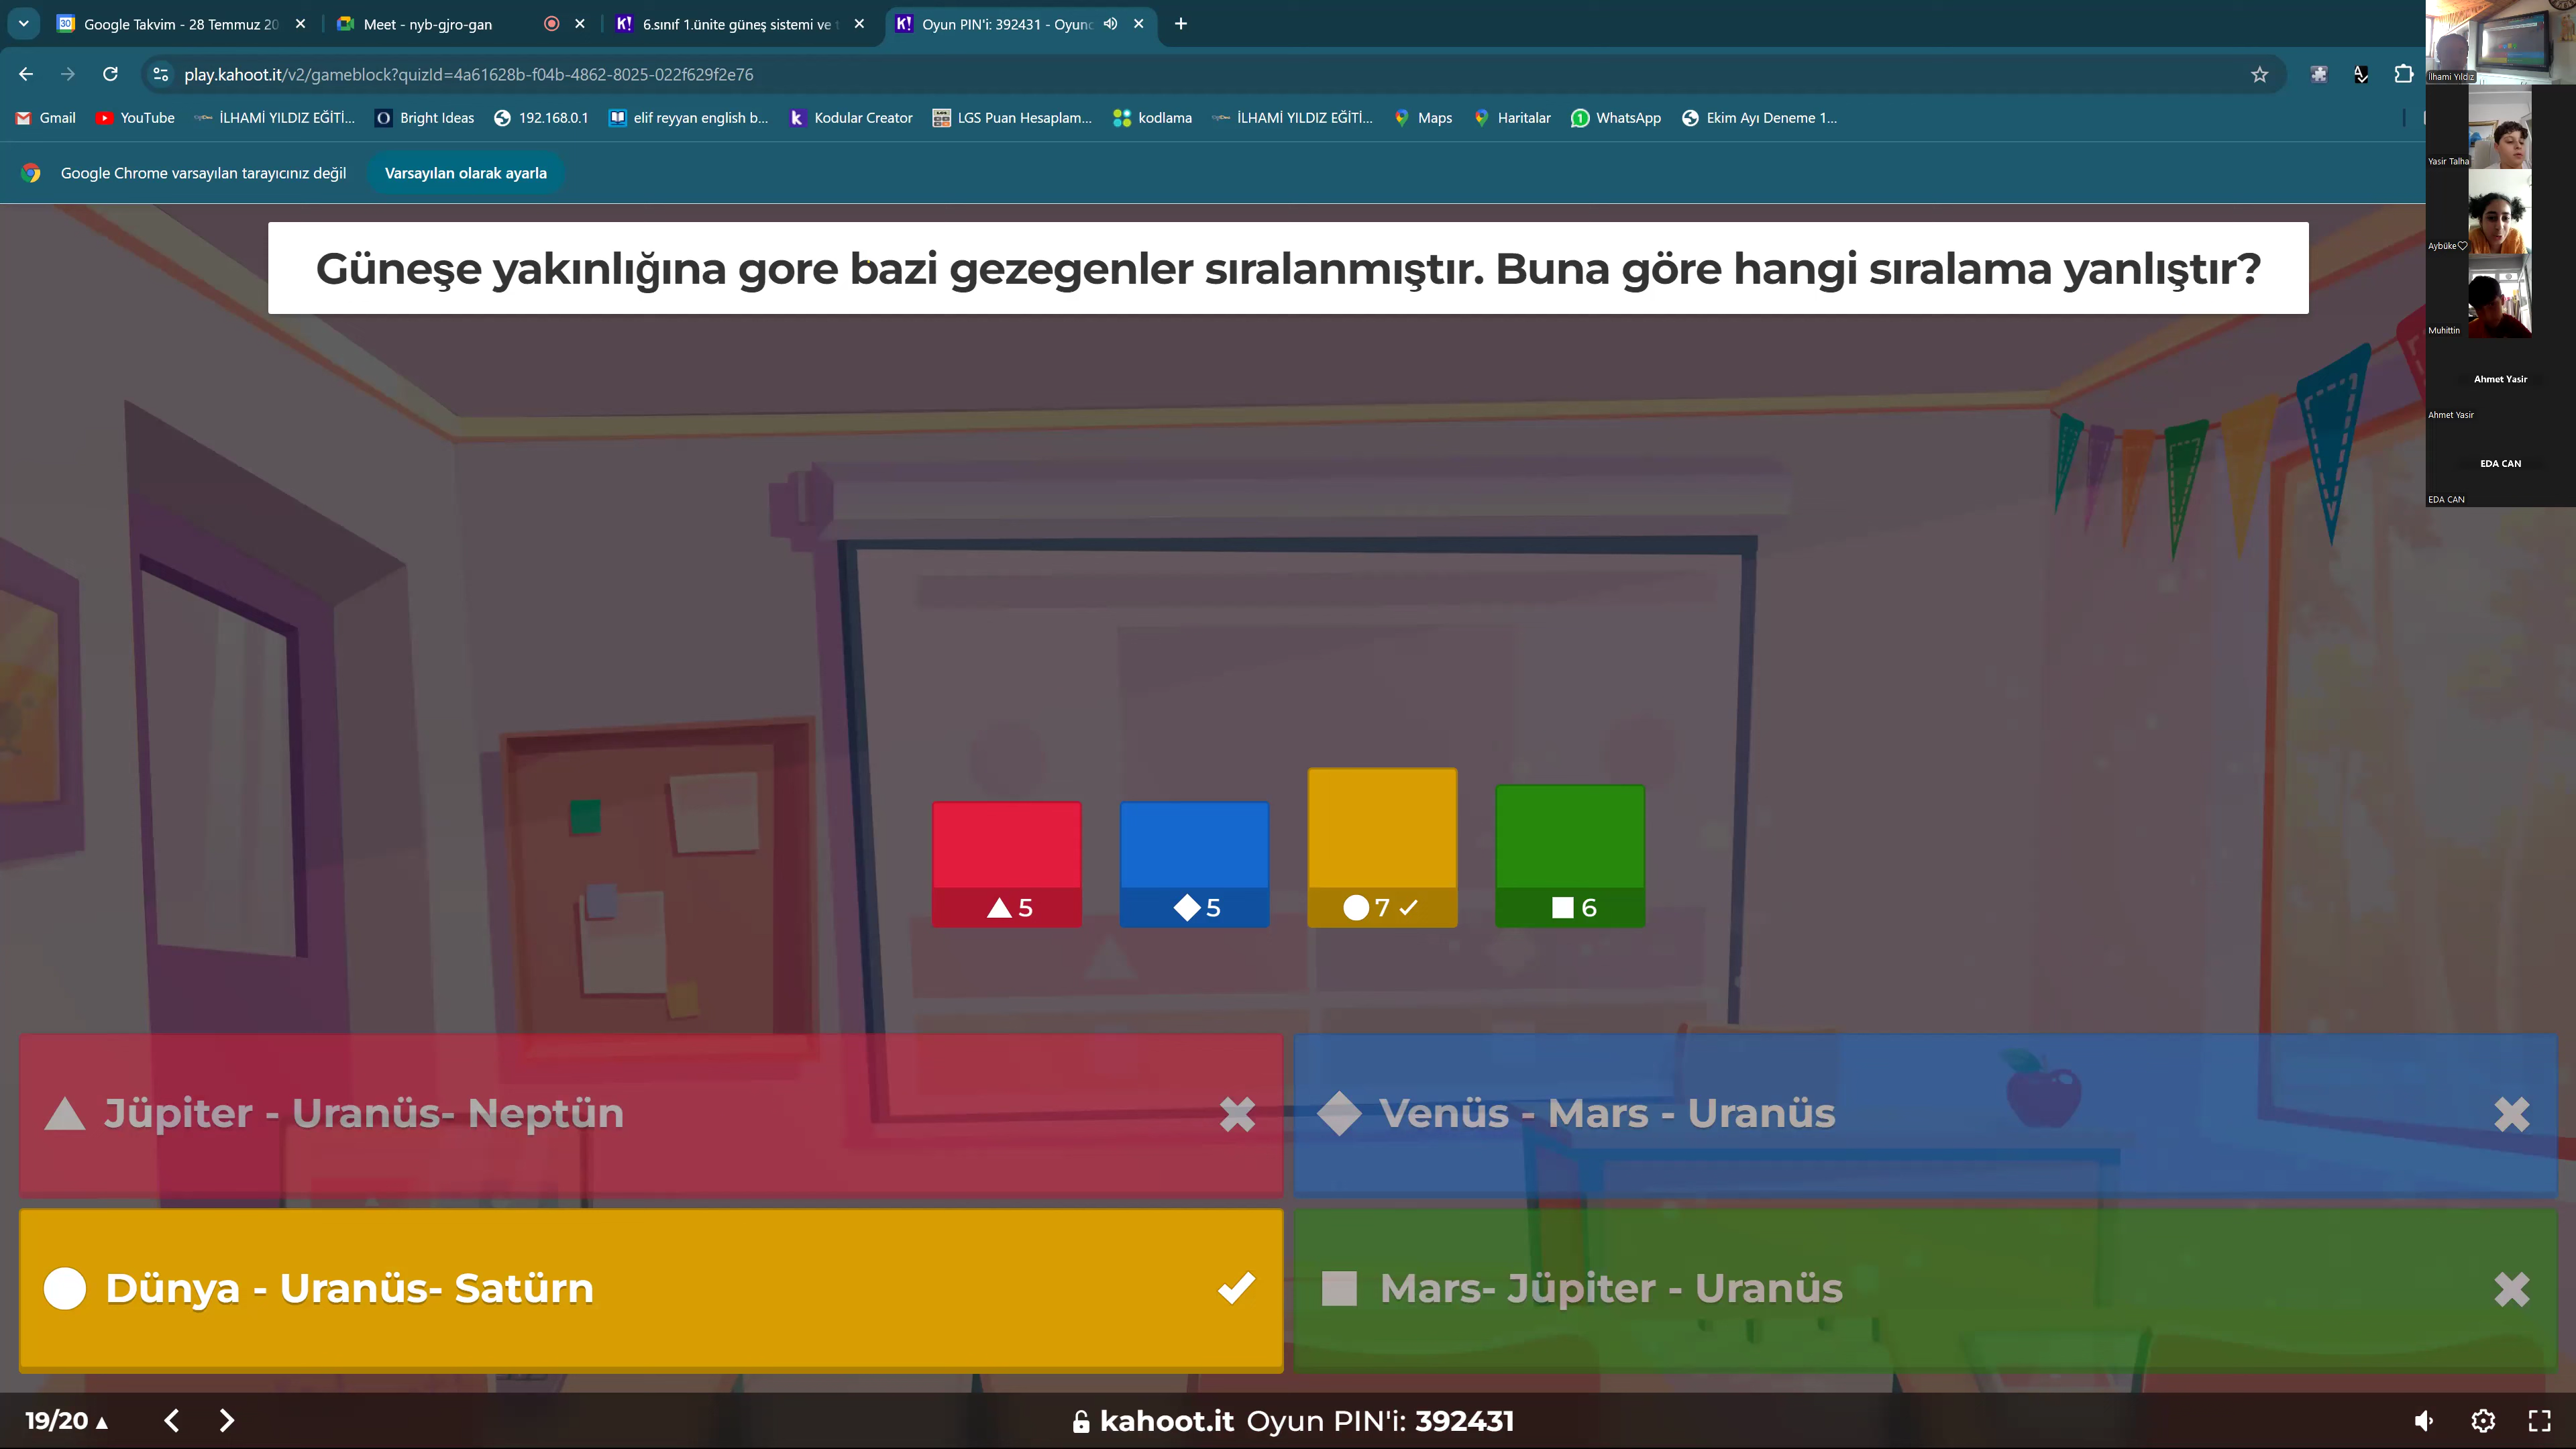 Google Takvim - 28 Temmuz 20
Meet - nyb-gjro-gan
6.sınıf 1.ünite güneş sistemi ve t
Oyun PIN'i: 392431 - Oyunc
play.kahoot.it/v2/gameblock?quizId=4a61628b-f04b-4862-8025-022f629f2e76
Gmail
YouTube
İLHAMİ YILDIZ EĞİTİ...
Bright Ideas
192.168.0.1
elif reyyan english b...
Kodular Creator
LGS Puan Hesaplam...
kodlama
İLHAMİ YILDIZ EĞİTİ...
Maps
Haritalar
WhatsApp
Ekim Ayı Deneme 1...
Google Chrome varsayılan tarayıcınız değil
Varsayılan olarak ayarla
İlhami Yıldız
Yasir Talha
Aybüke♡
Muhittin
Ahmet Yasir
Ahmet Yasir
EDA CAN
EDA CAN
Güneşe yakınlığına gore bazi gezegenler sıralanmıştır. Buna göre hangi sıralama yanlıştır?
5
5
7
6
Jüpiter - Uranüs- Neptün
Venüs - Mars - Uranüs
Dünya - Uranüs- Satürn
Mars- Jüpiter - Uranüs
19/20
kahoot.it Oyun PIN'i: 392431